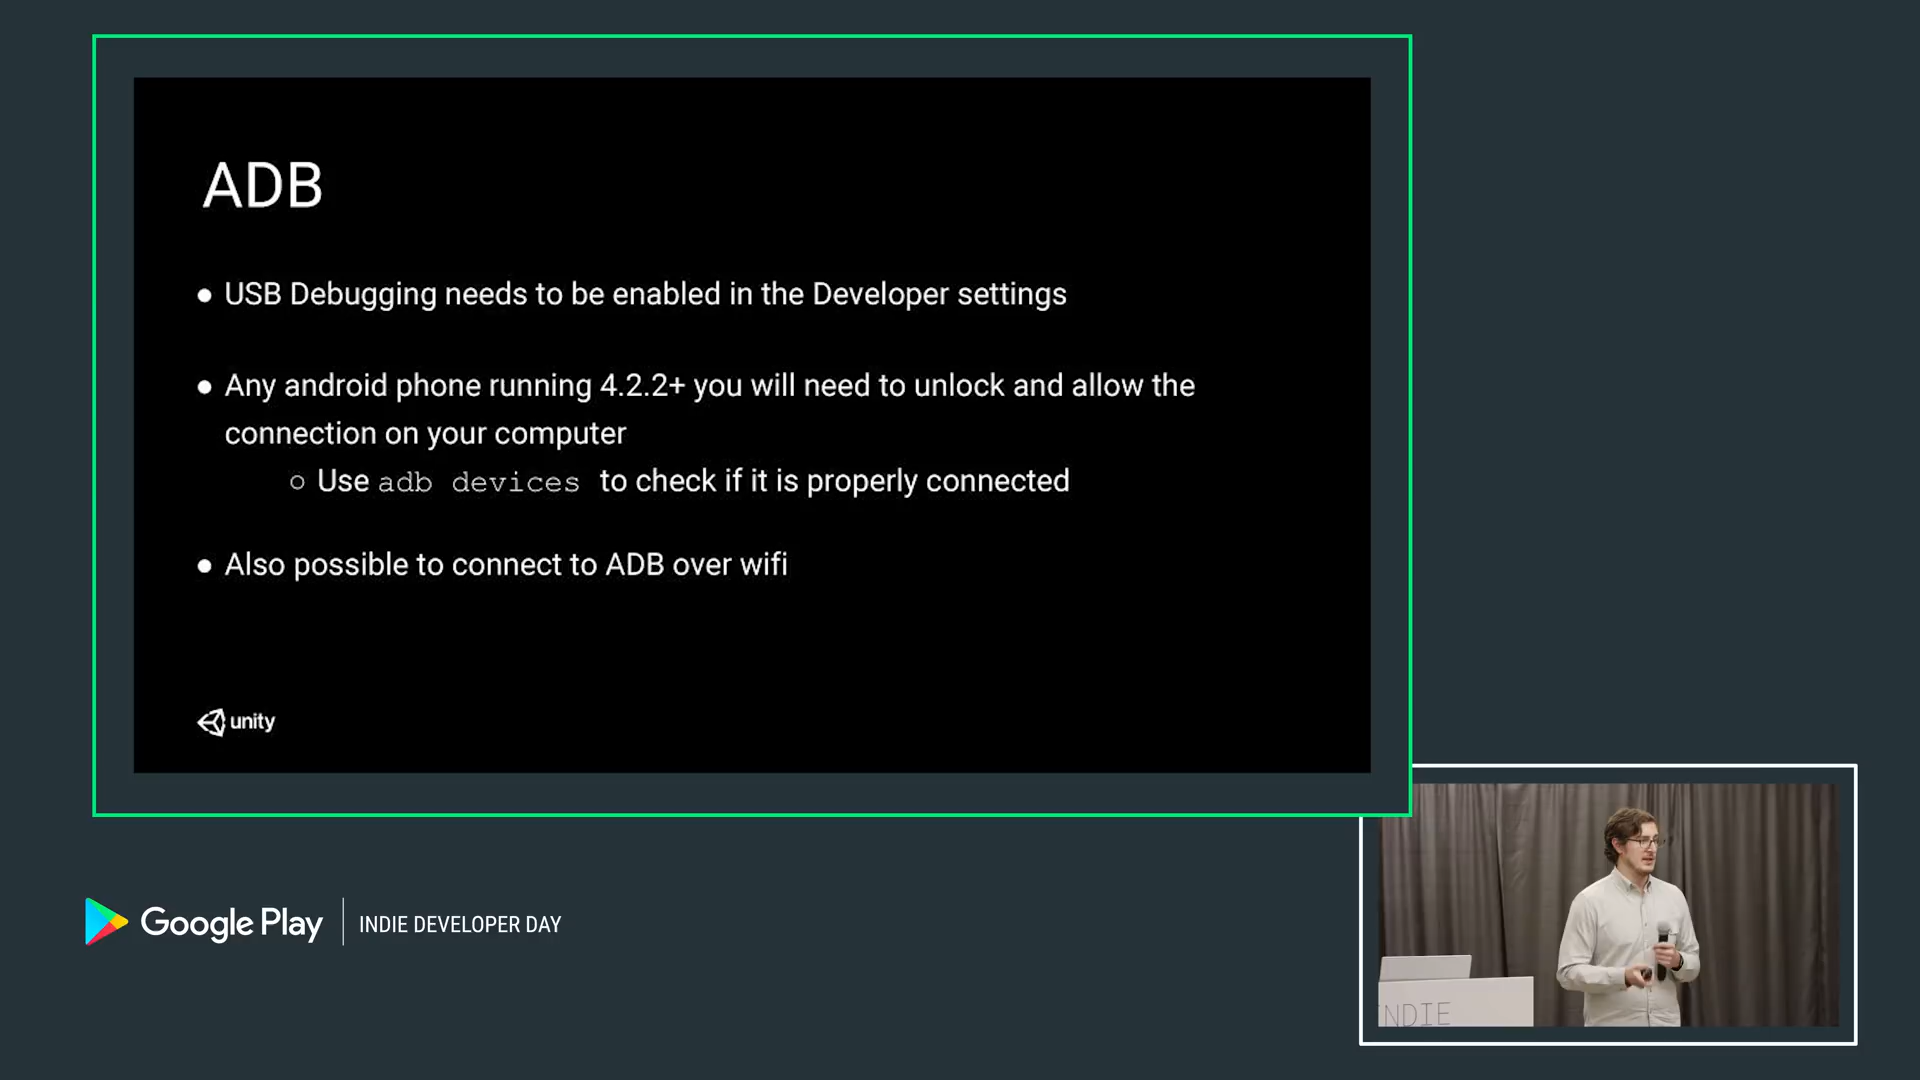 ADB
● USB Debugging needs to be enabled in the Developer settings
● Any android phone running 4.2.2+ you will need to unlock and allow the
connection on your computer
○ Use adb devices to check if it is properly connected
● Also possible to connect to ADB over wifi
unity
Google Play | INDIE DEVELOPER DAY
INDIE